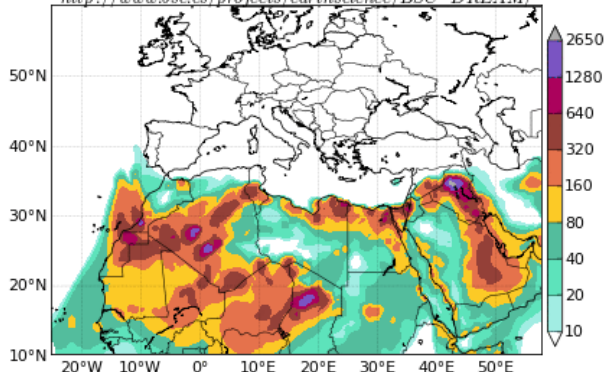 http://www.bsc.es/projects/earthscience/BSC-DREAM/
2650
50°N
1280
640
40°N
320
30°N
160
80
20°N
40
20
10°N
10
20°W 10°W 0° 10°E 20°E 30°E 40°E 50°E